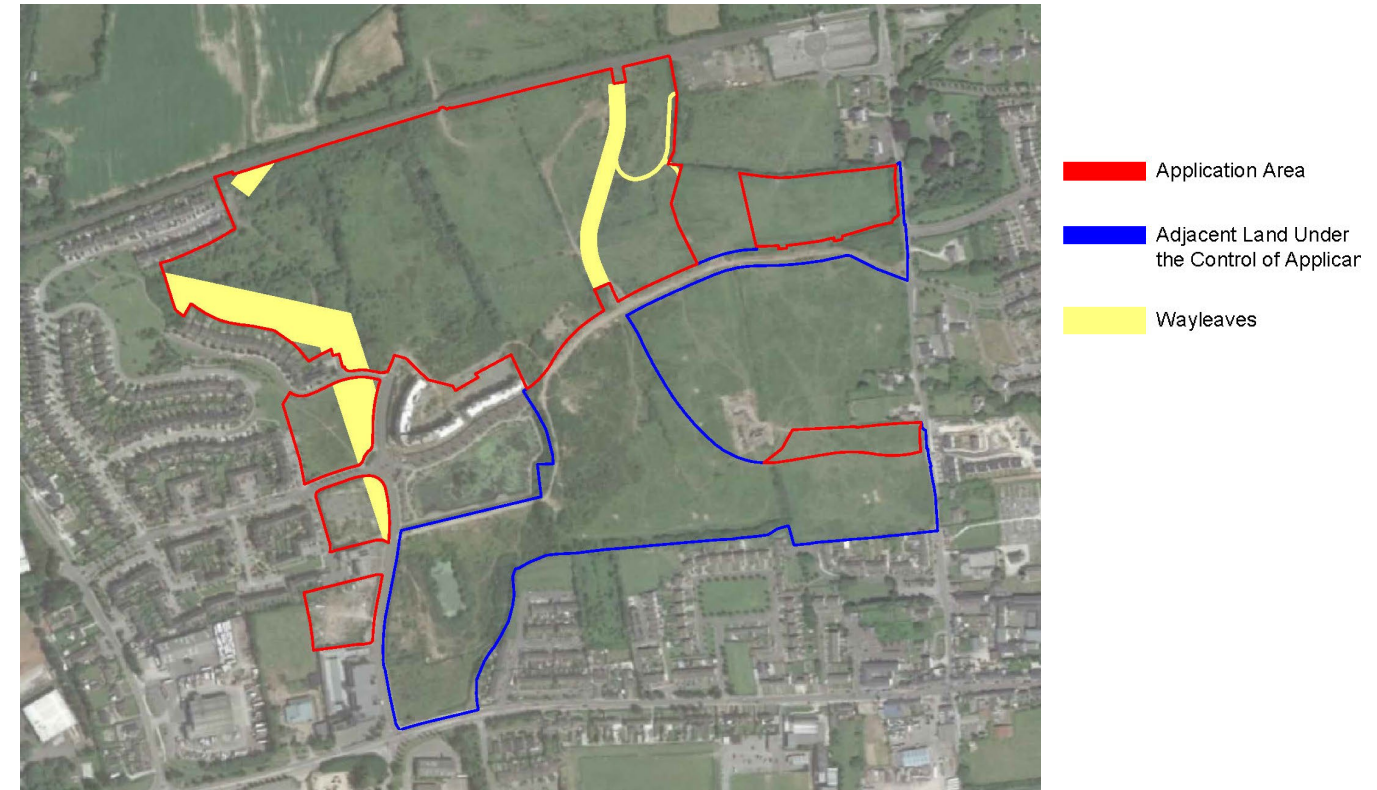 Application Area
Adjacent Land Under
the Control of Applicar
Wayleaves